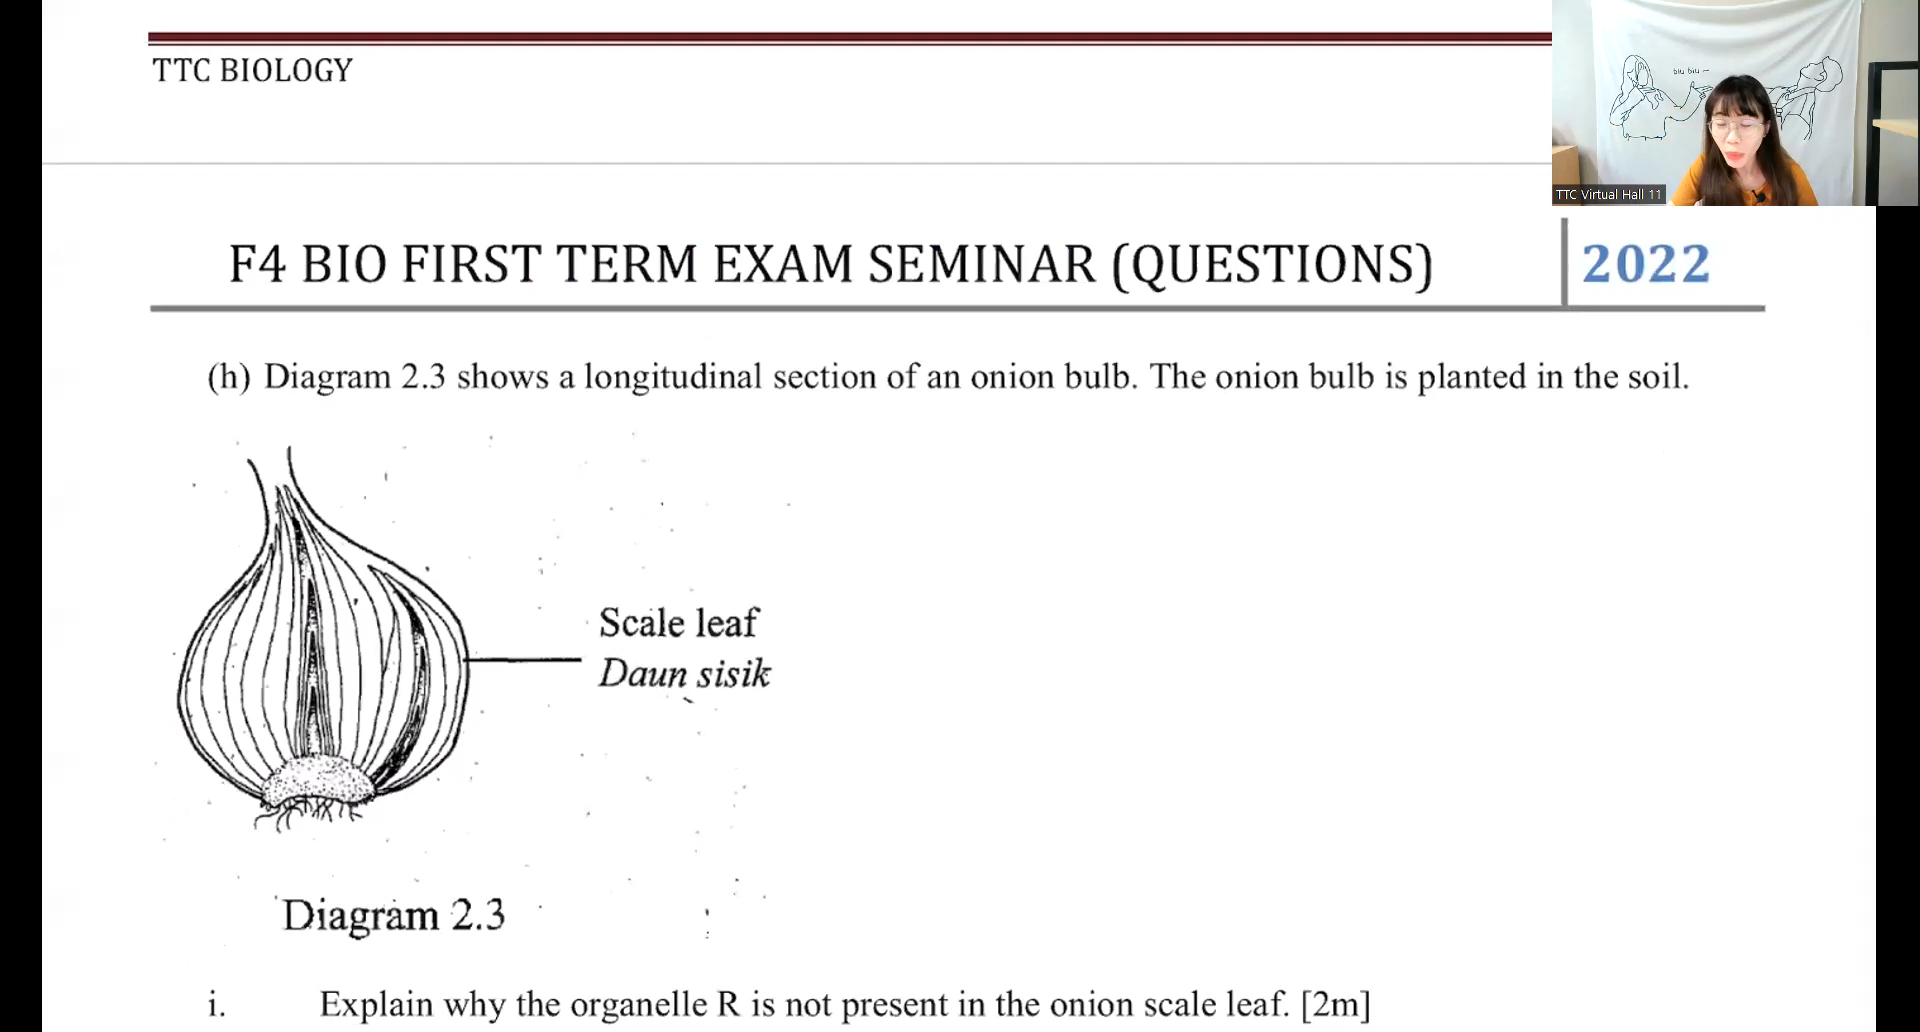 TTC BIOLOGY
biu biu ~
TTC Virtual Hall 11
F4 BIO FIRST TERM EXAM SEMINAR (QUESTIONS) 2022
(h) Diagram 2.3 shows a longitudinal section of an onion bulb. The onion bulb is planted in the soil.
Scale leaf
Daun sisik
Diagram 2.3
i. Explain why the organelle R is not present in the onion scale leaf. [2m]